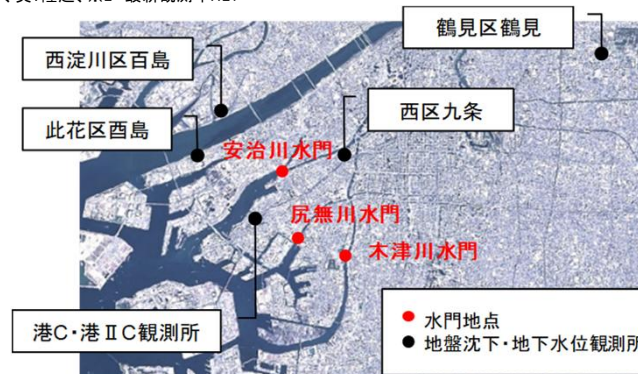 鶴見区鶴見
西淀川区百島
西区九条
此花区酉島
安治川水門
尻無川水門
木津川水門
港C・港ⅡC観測所
水門地点
地盤沈下・地下水位観測所